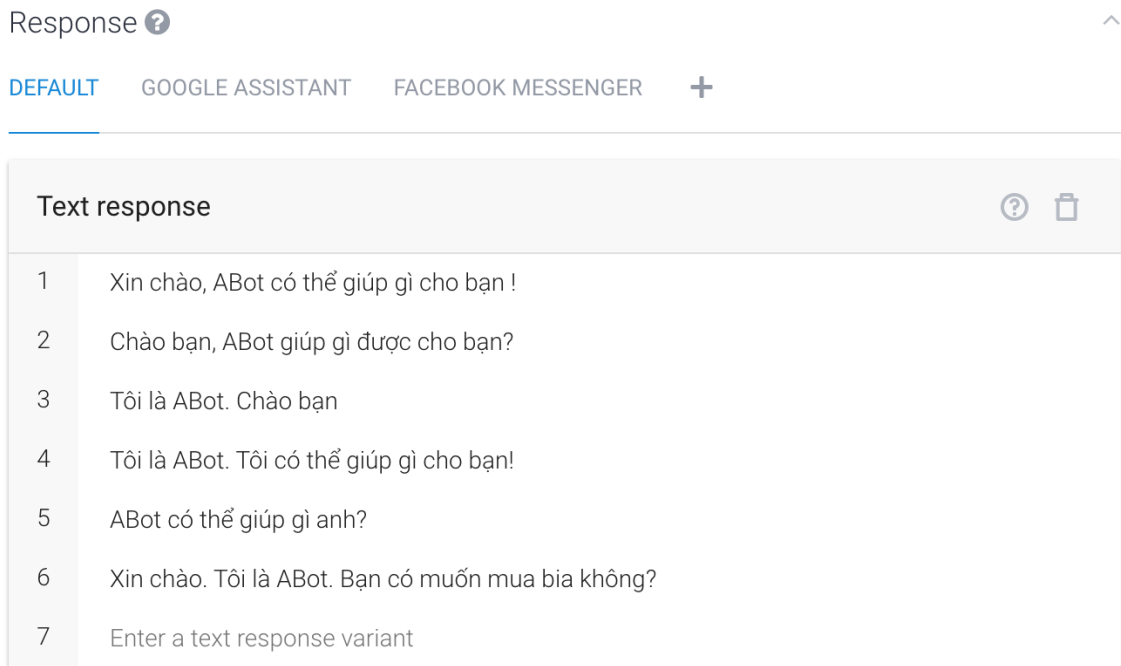 Response
DEFAULT GOOGLE ASSISTANT FACEBOOK MESSENGER
Text response
1 Xin chào, ABot có thể giúp gì cho bạn !
2 Chào bạn, ABot giúp gì được cho bạn?
3 Tôi là ABot. Chào bạn
4 Tôi là ABot. Tôi có thể giúp gì cho bạn!
5 ABot có thể giúp gì anh?
6 Xin chào. Tôi là ABot. Bạn có muốn mua bia không?
7 Enter a text response variant